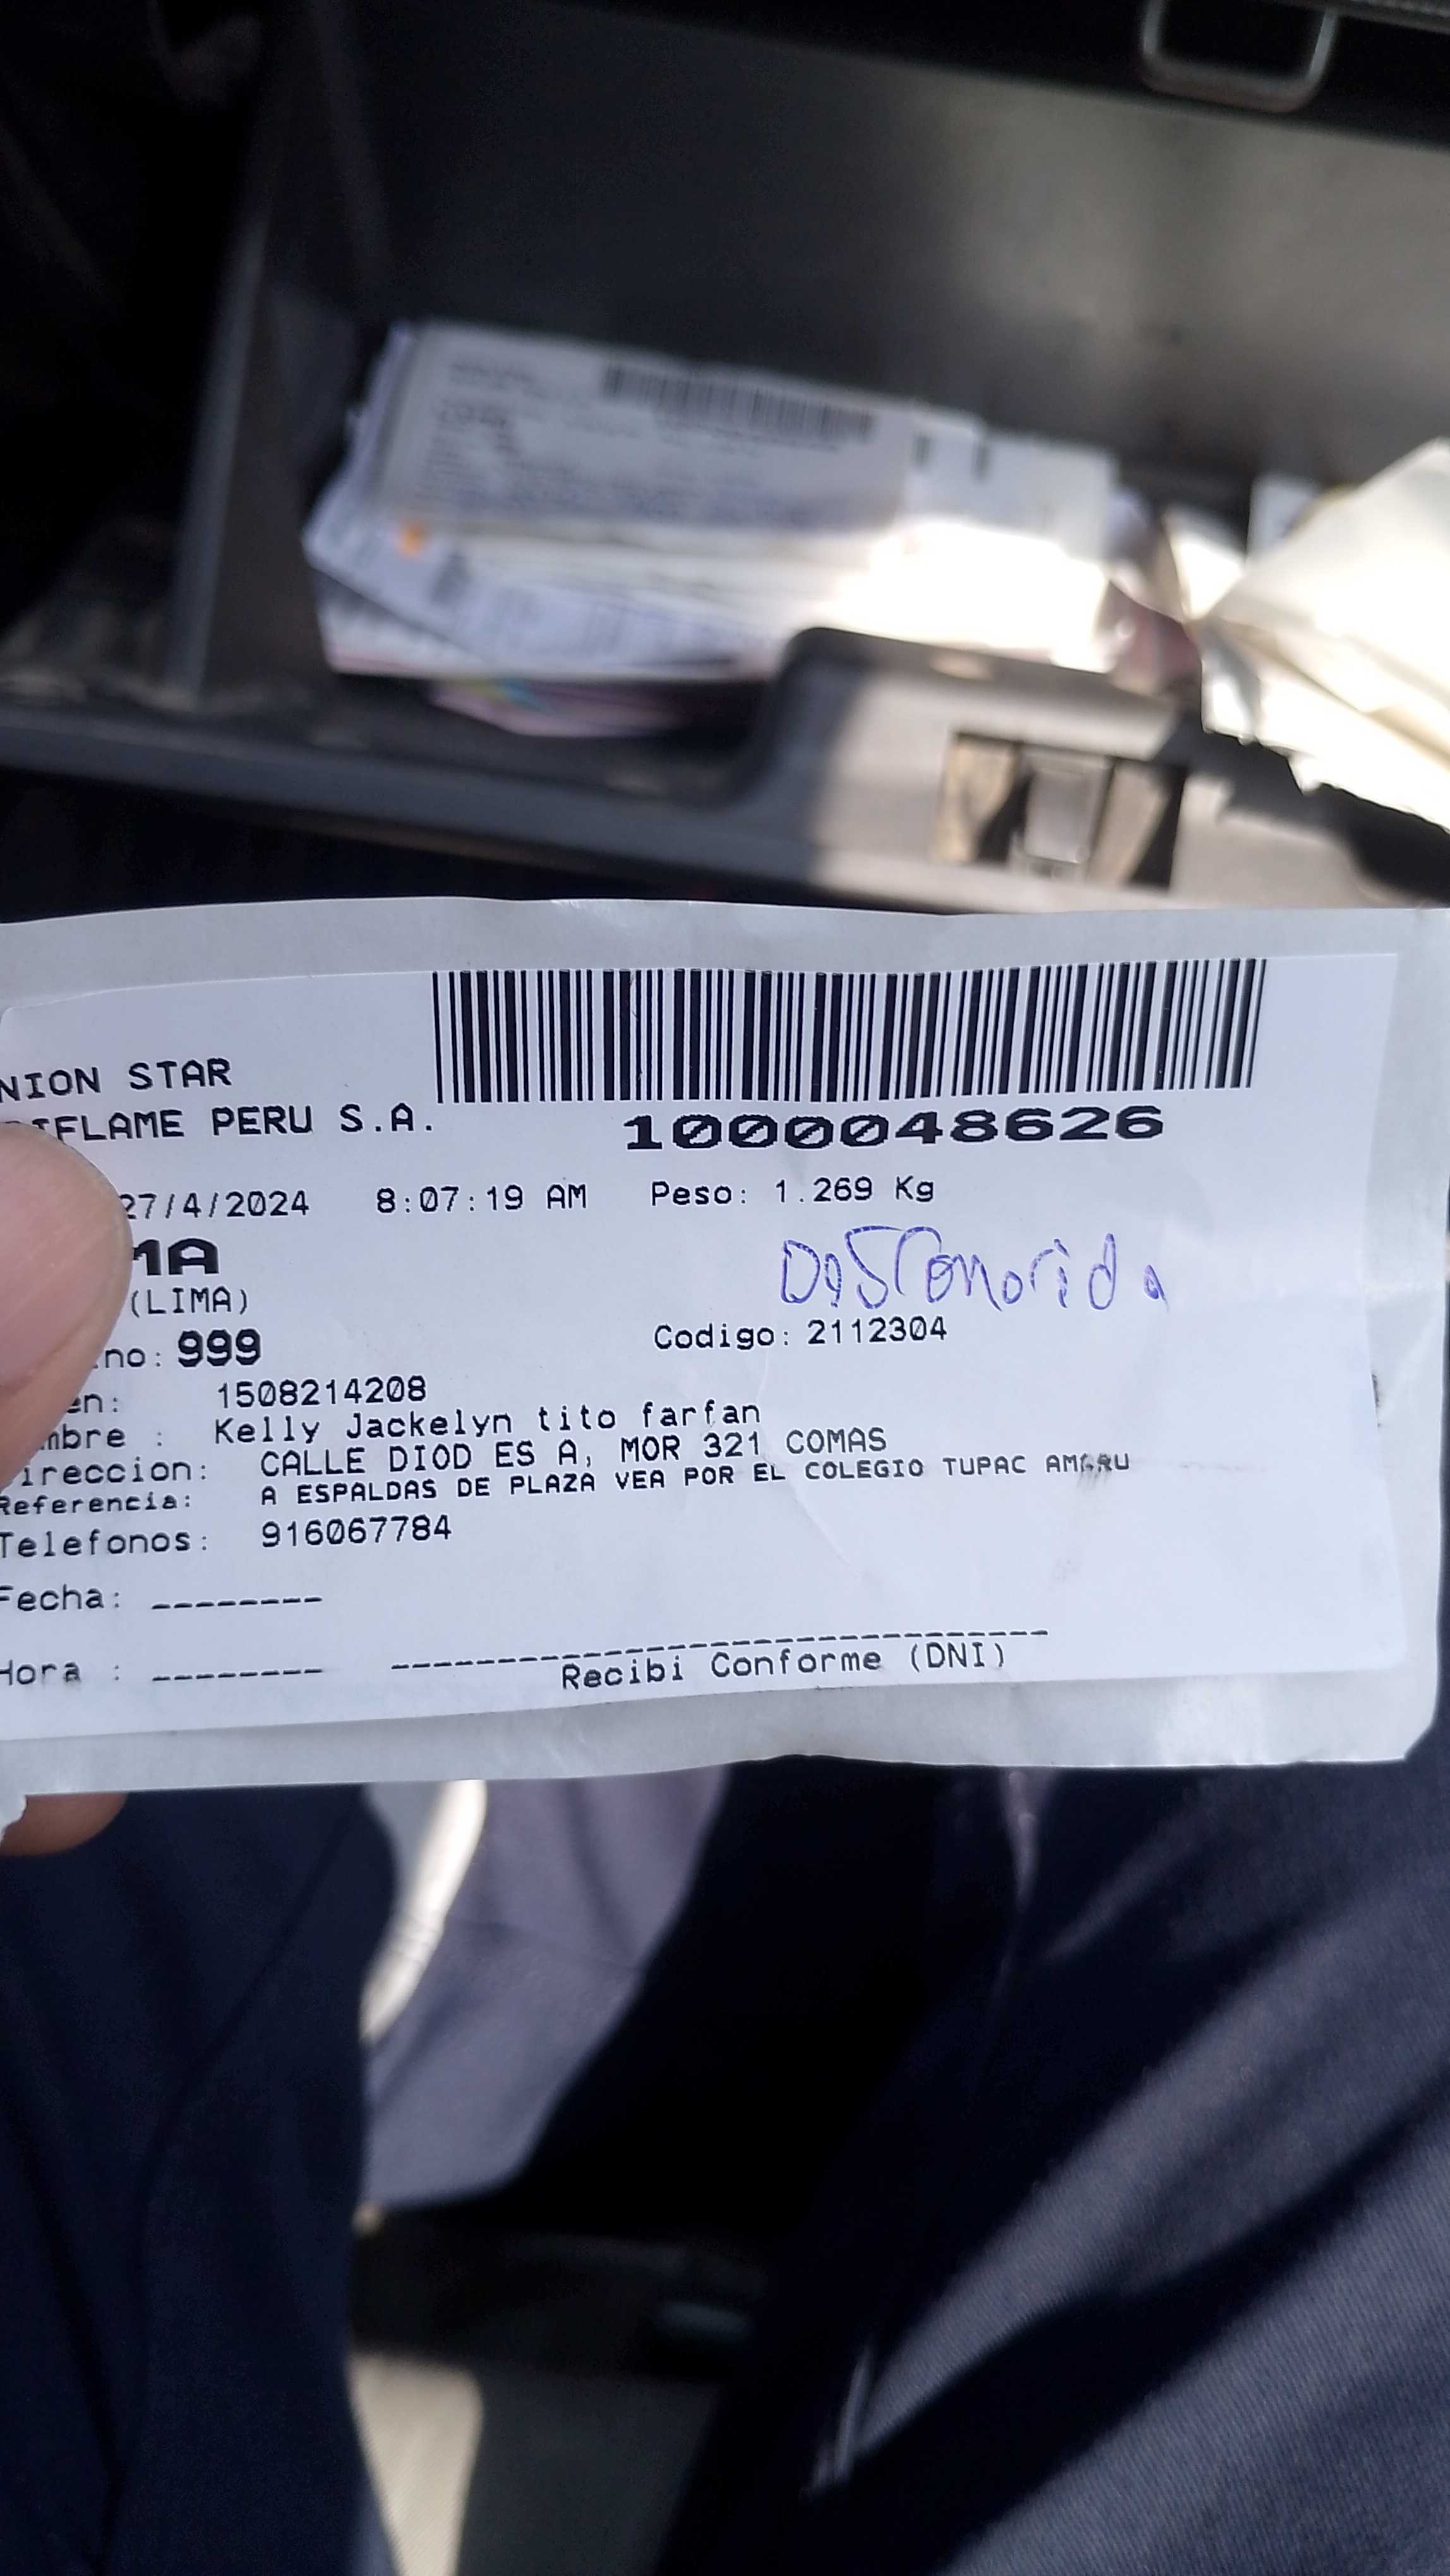 NION STAR
IFLAME PERU S.A.
1000048626
27/4/2024 8:07:19 AM Peso: 1.269 Kg
MA
(LIMA)
Desconorida
no: 999
Codigo: 2112304
en: 1508214208
mbre : Kelly Jackelyn tito farfan
ireccion: CALLE DIOD ES A, MOR 321 COMAS
Referencia: A ESPALDAS DE PLAZA VEA POR EL COLEGIO TUPAC AMARU
Telefonos: 916067784
Fecha: --------
Hora : --------
Recibi Conforme (DNI)